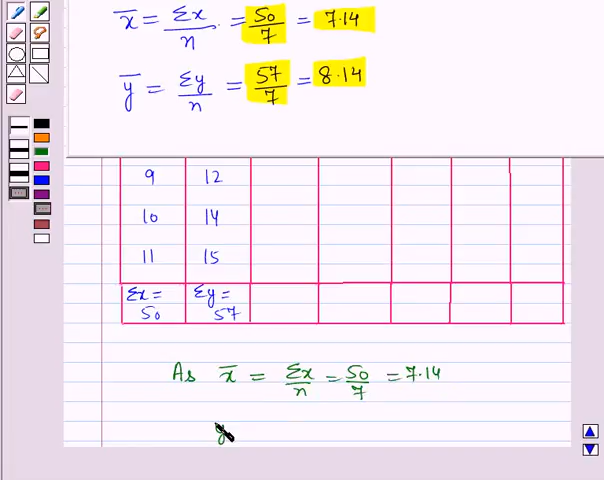 x̄ = Σx/n = 50/7 = 7.14
ȳ = Σy/n = 57/7 = 8.14
9 12
10 14
11 15
Σx = 50 Σy = 57
As x̄ = Σx/n = 50/7 = 7.14
y